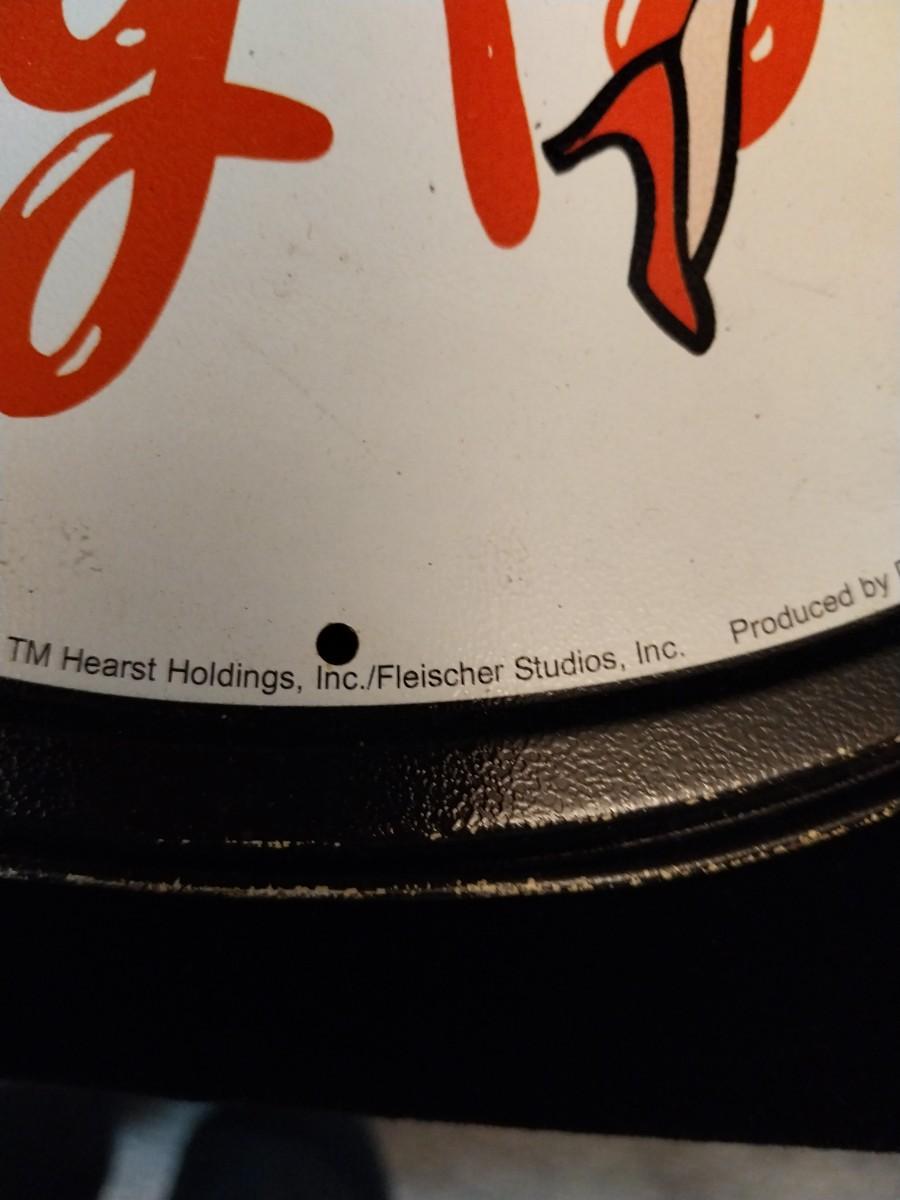 TM Hearst Holdings, Inc./Fleischer Studios, Inc. Produced by